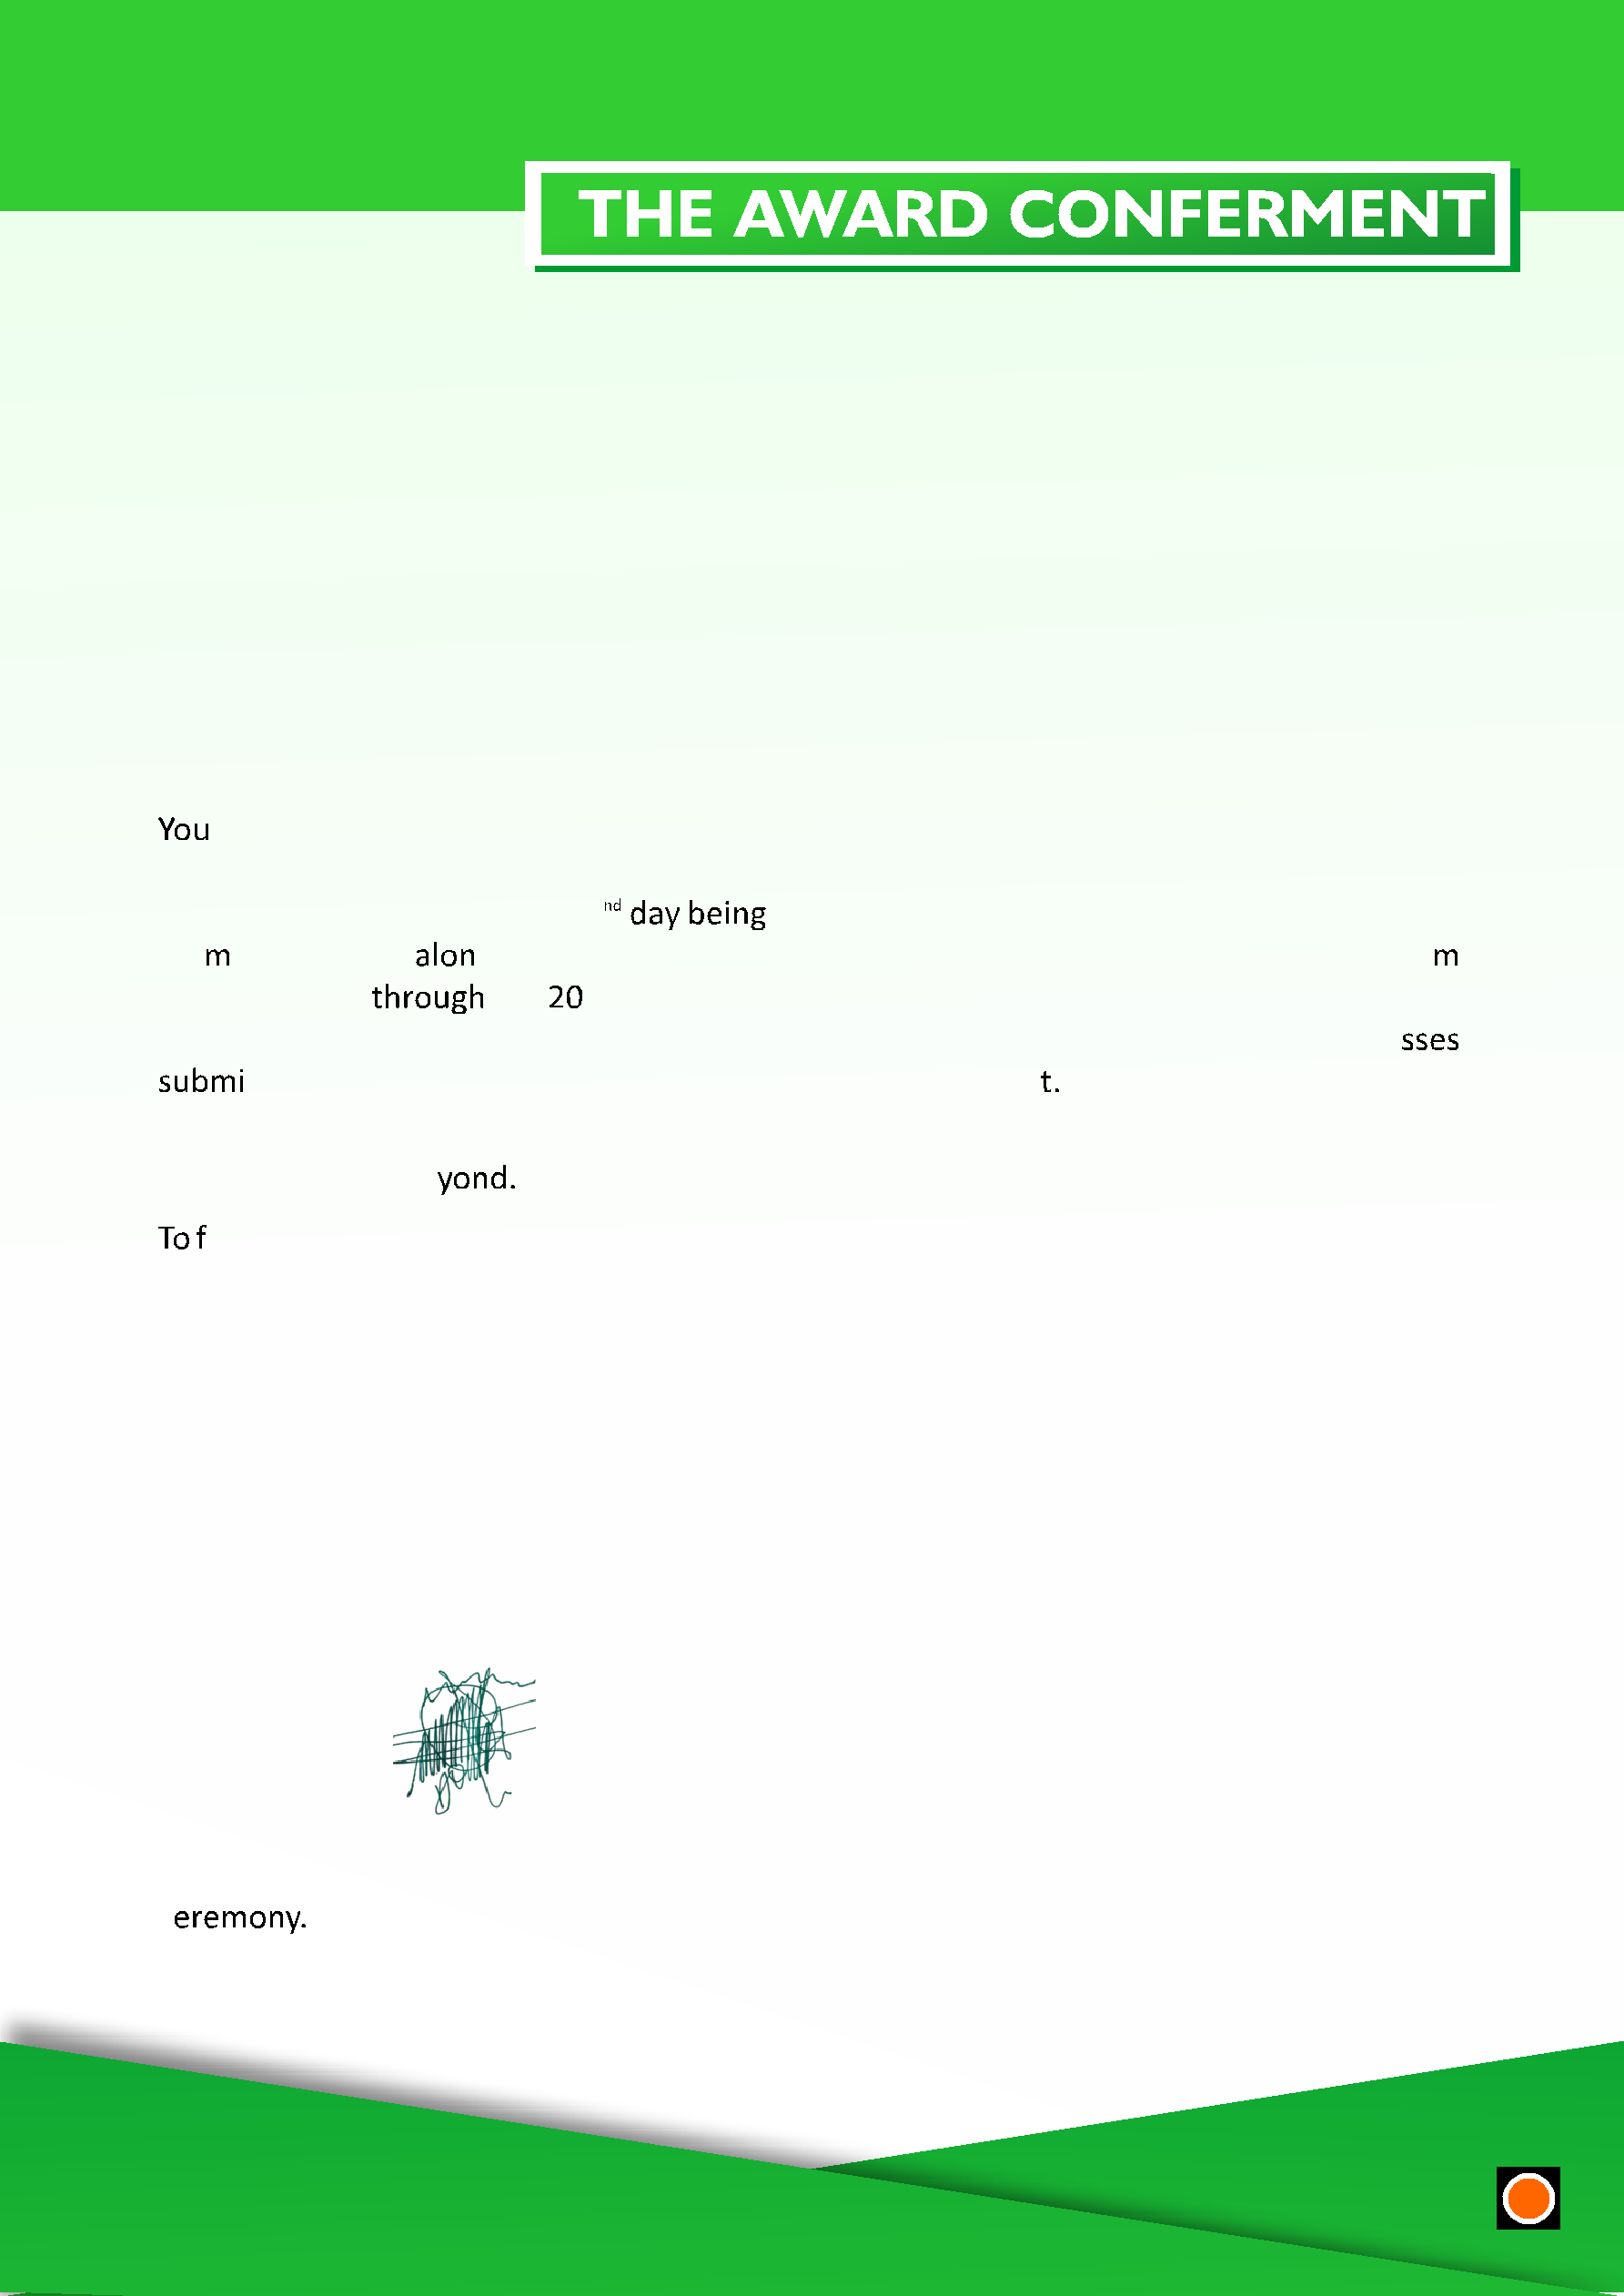 THE AWARD CONFERMENT
You
nd day being
m alon m
through 20
sses
submi t.
yond.
To f
eremony.